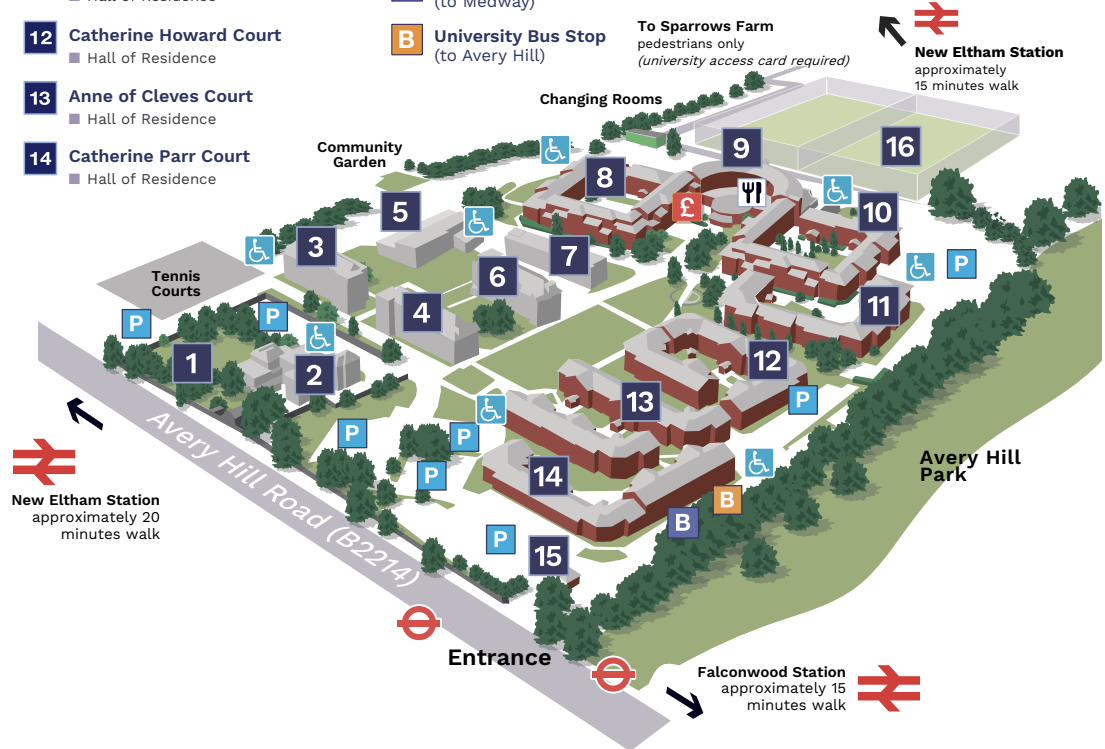 Hall of Residence
12 Catherine Howard Court
Hall of Residence
13 Anne of Cleves Court
Hall of Residence
14 Catherine Parr Court
Hall of Residence
(to Medway)
B University Bus Stop
(to Avery Hill)
To Sparrows Farm
pedestrians only
(university access card required)
New Eltham Station
approximately
15 minutes walk
Changing Rooms
Community
Garden
9
16
8
5
£
10
3
7
P
Tennis
Courts
6
4
11
P
P
1
2
12
13
P
P
P
14
P
Avery Hill
Park
B
B
P
15
Avery Hill Road (B2214)
New Eltham Station
approximately 20
minutes walk
Entrance
Falconwood Station
approximately 15
minutes walk